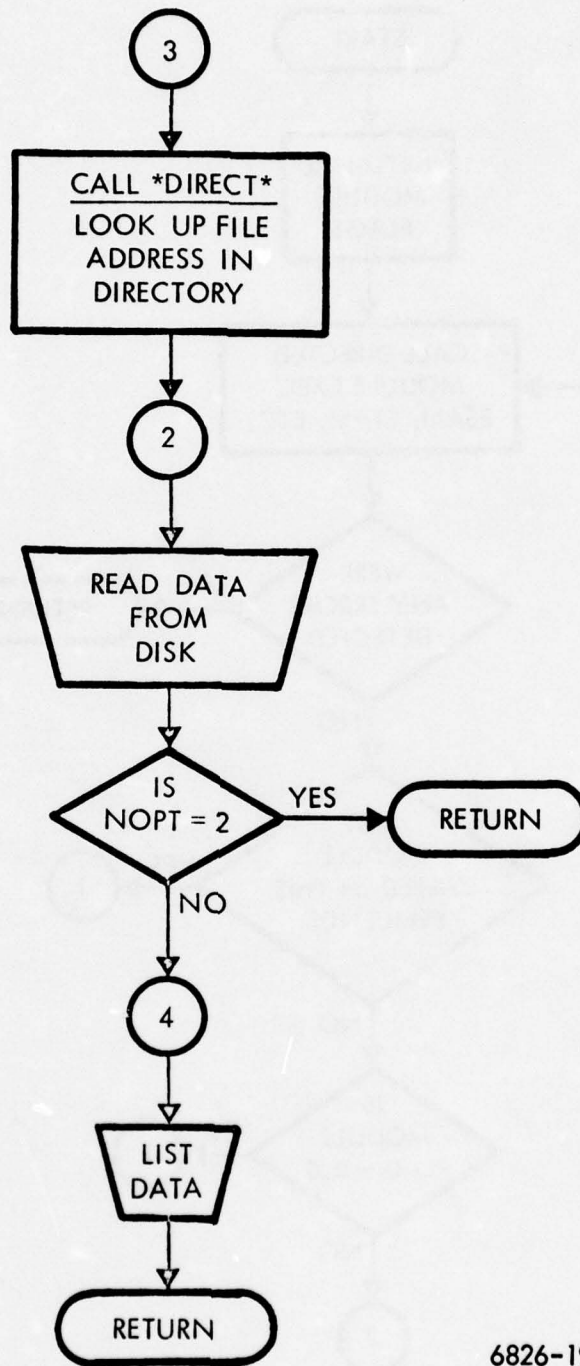 3
CALL *DIRECT*
LOOK UP FILE
ADDRESS IN
DIRECTORY
2
READ DATA
FROM
DISK
IS
NOPT = 2
YES
RETURN
NO
4
LIST
DATA
RETURN